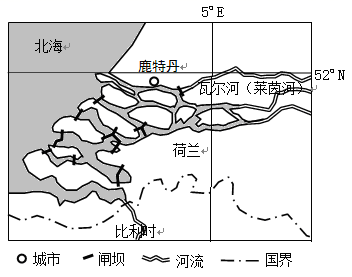 5°E
北海
鹿特丹
52°N
瓦尔河（莱茵河）
荷兰
比利时
城市 闸坝 河流 国界